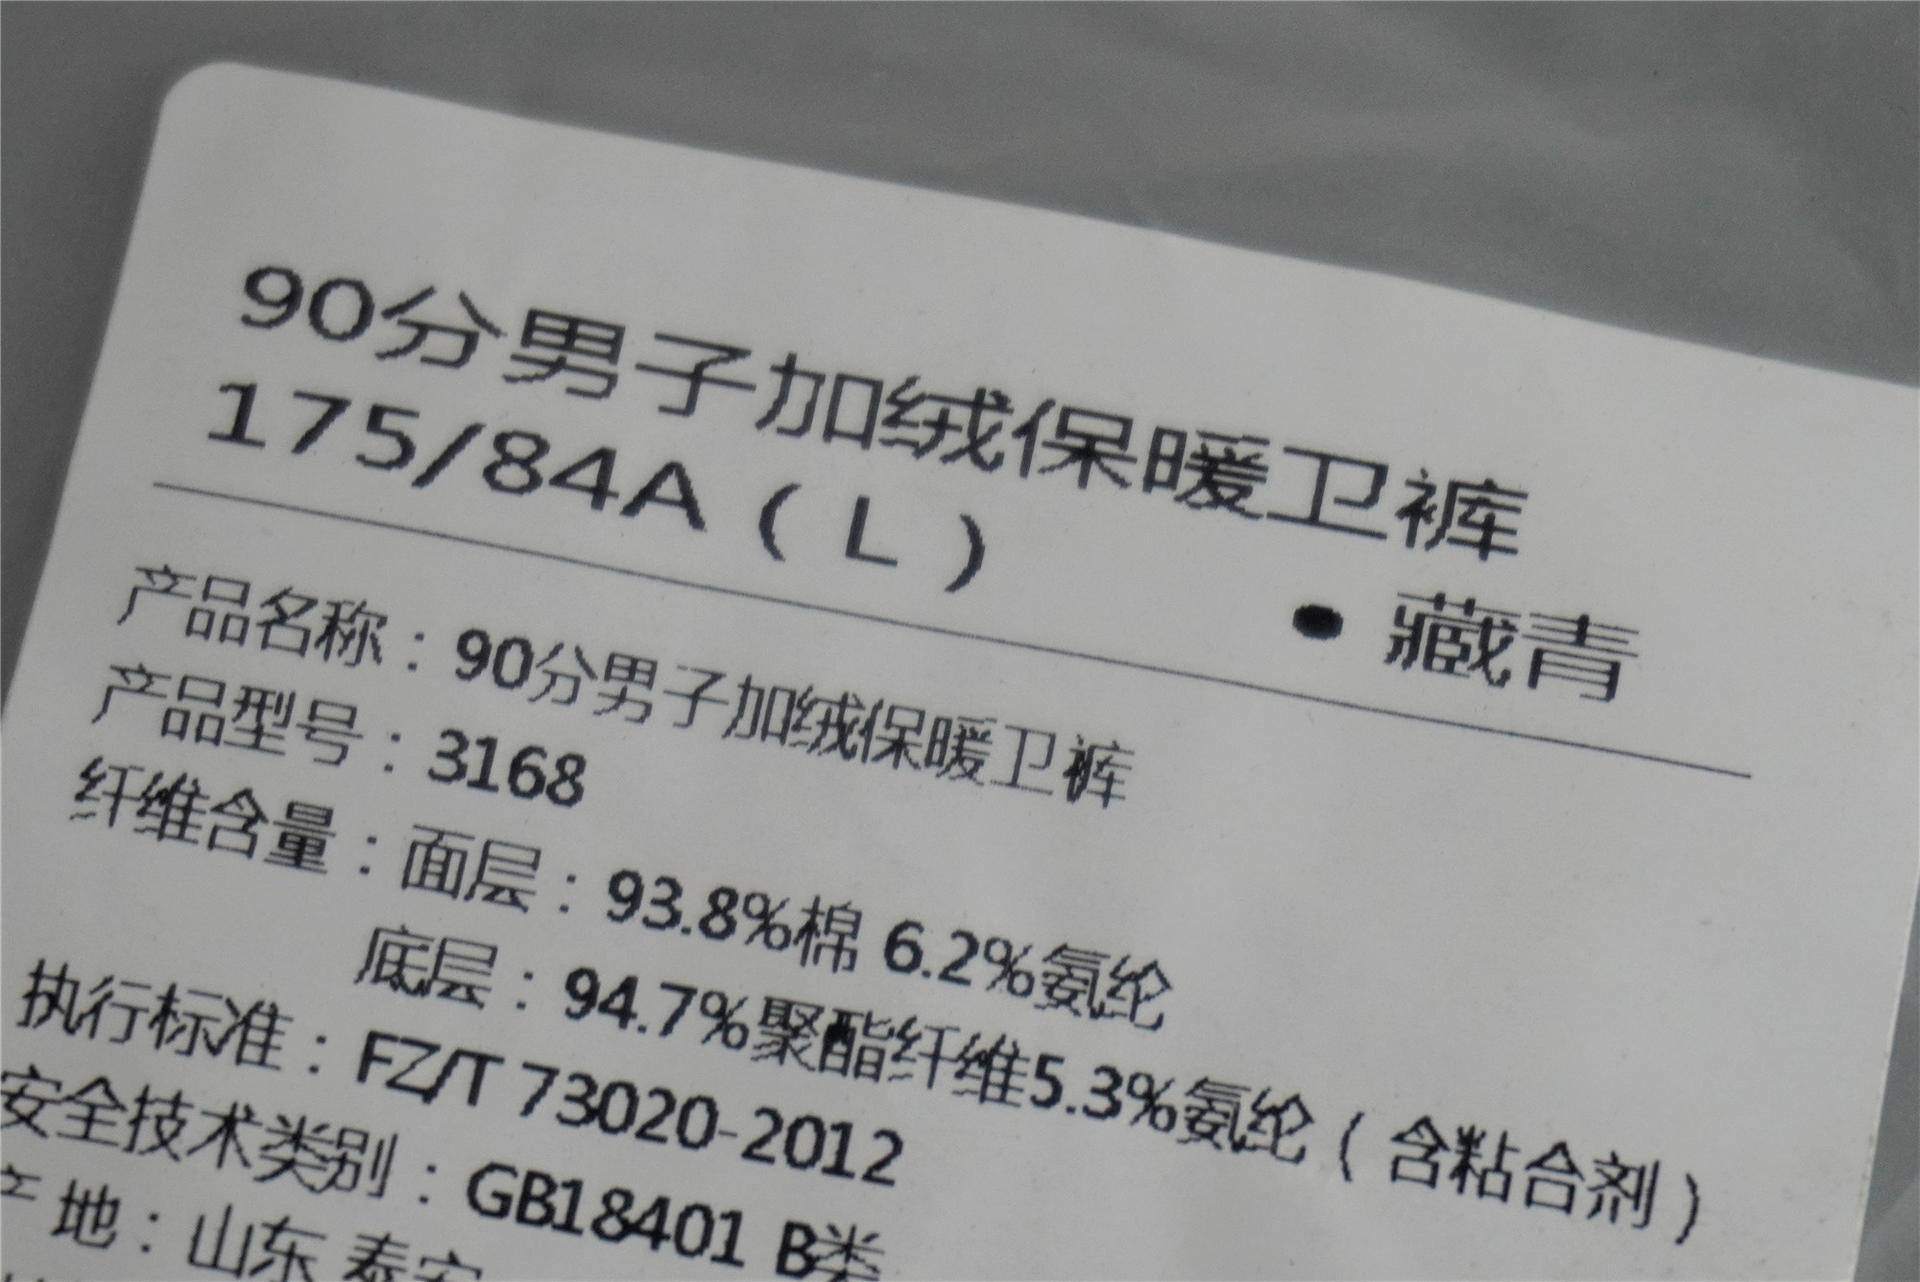 90分男子加绒保暖卫裤
175/84A（L）
● 藏青
产品名称：90分男子加绒保暖卫裤
产品型号：3168
纤维含量：面层：93.8%棉 6.2%氨纶
底层：94.7%聚酯纤维5.3%氨纶（含粘合剂）
执行标准：FZ/T 73020-2012
安全技术类别：GB18401 B类
产 地：山东 泰安